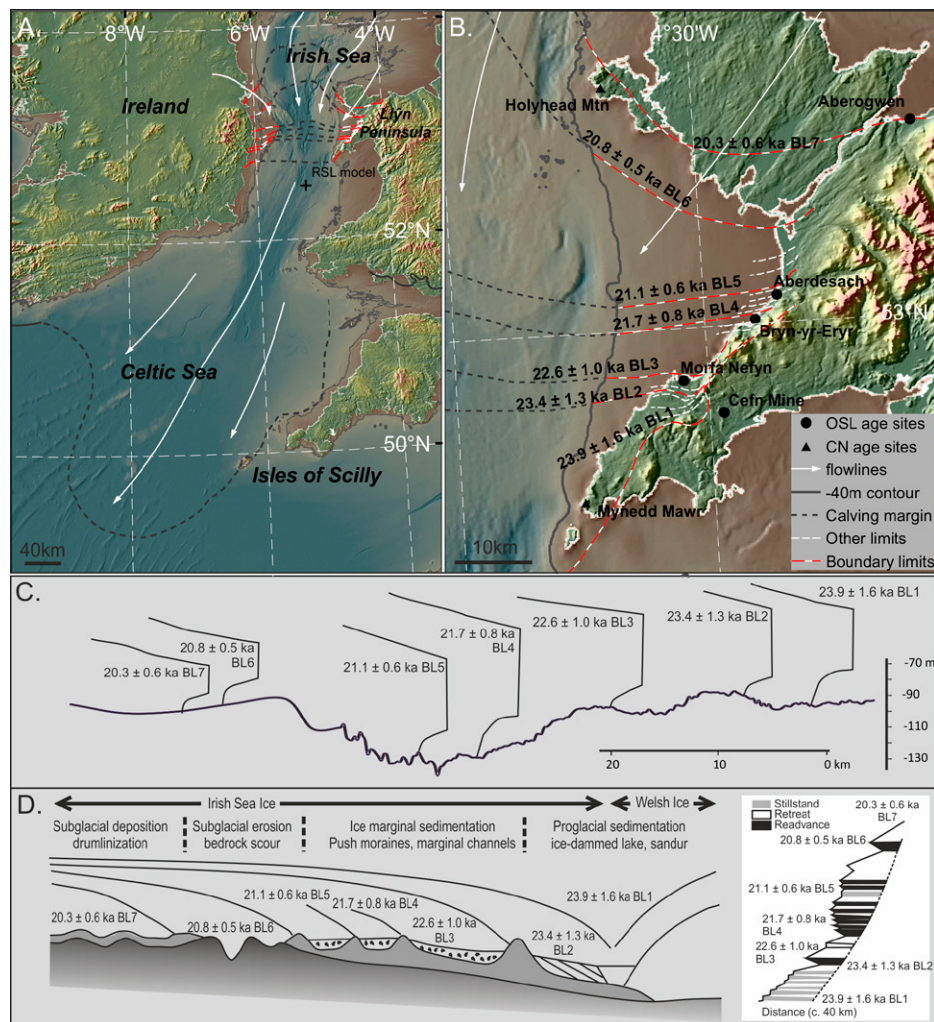 A.
8°W
6°W
4°W
Irish Sea
Ireland
Llyn
Peninsula
RSL model
52°N
Celtic Sea
50°N
Isles of Scilly
40km
B.
4°30'W
Holyhead Mtn
Aberogwen
20.3 ± 0.6 ka BL7
20.8 ± 0.5 ka BL6
Aberdesach
21.1 ± 0.6 ka BL5
53°N
21.7 ± 0.8 ka BL4
Bryn-yr-Eryr
22.6 ± 1.0 ka BL3
Morfa Nefyn
23.4 ± 1.3 ka BL2
Cefn Mine
23.9 ± 1.6 ka BL1
Mynedd Mawr
10km
OSL age sites
CN age sites
flowlines
-40m contour
Calving margin
Other limits
Boundary limits
C.
23.9 ± 1.6 ka BL1
23.4 ± 1.3 ka BL2
22.6 ± 1.0 ka BL3
21.7 ± 0.8 ka
BL4
20.8 ± 0.5 ka
BL6
21.1 ± 0.6 ka BL5
20.3 ± 0.6 ka BL7
-70 m
-90
-110
-130
20
10
0 km
D.
Irish Sea Ice
Welsh Ice
Subglacial deposition
drumlinization
Subglacial erosion
bedrock scour
Ice marginal sedimentation
Push moraines, marginal channels
Proglacial sedimentation
ice-dammed lake, sandur
21.1 ± 0.6 ka BL5
23.9 ± 1.6 ka BL1
21.7 ± 0.8 ka BL4
20.3 ± 0.6 ka BL7
20.8 ± 0.5 ka BL6
22.6 ± 1.0 ka
BL3
23.4 ± 1.3 ka
BL2
Stillstand
Retreat
Readvance
20.3 ± 0.6 ka
BL7
20.8 ± 0.5 ka BL6
21.1 ± 0.6 ka BL5
21.7 ± 0.8 ka
BL4
22.6 ± 1.0 ka
BL3
23.4 ± 1.3 ka BL2
23.9 ± 1.6 ka BL1
Distance (c. 40 km)